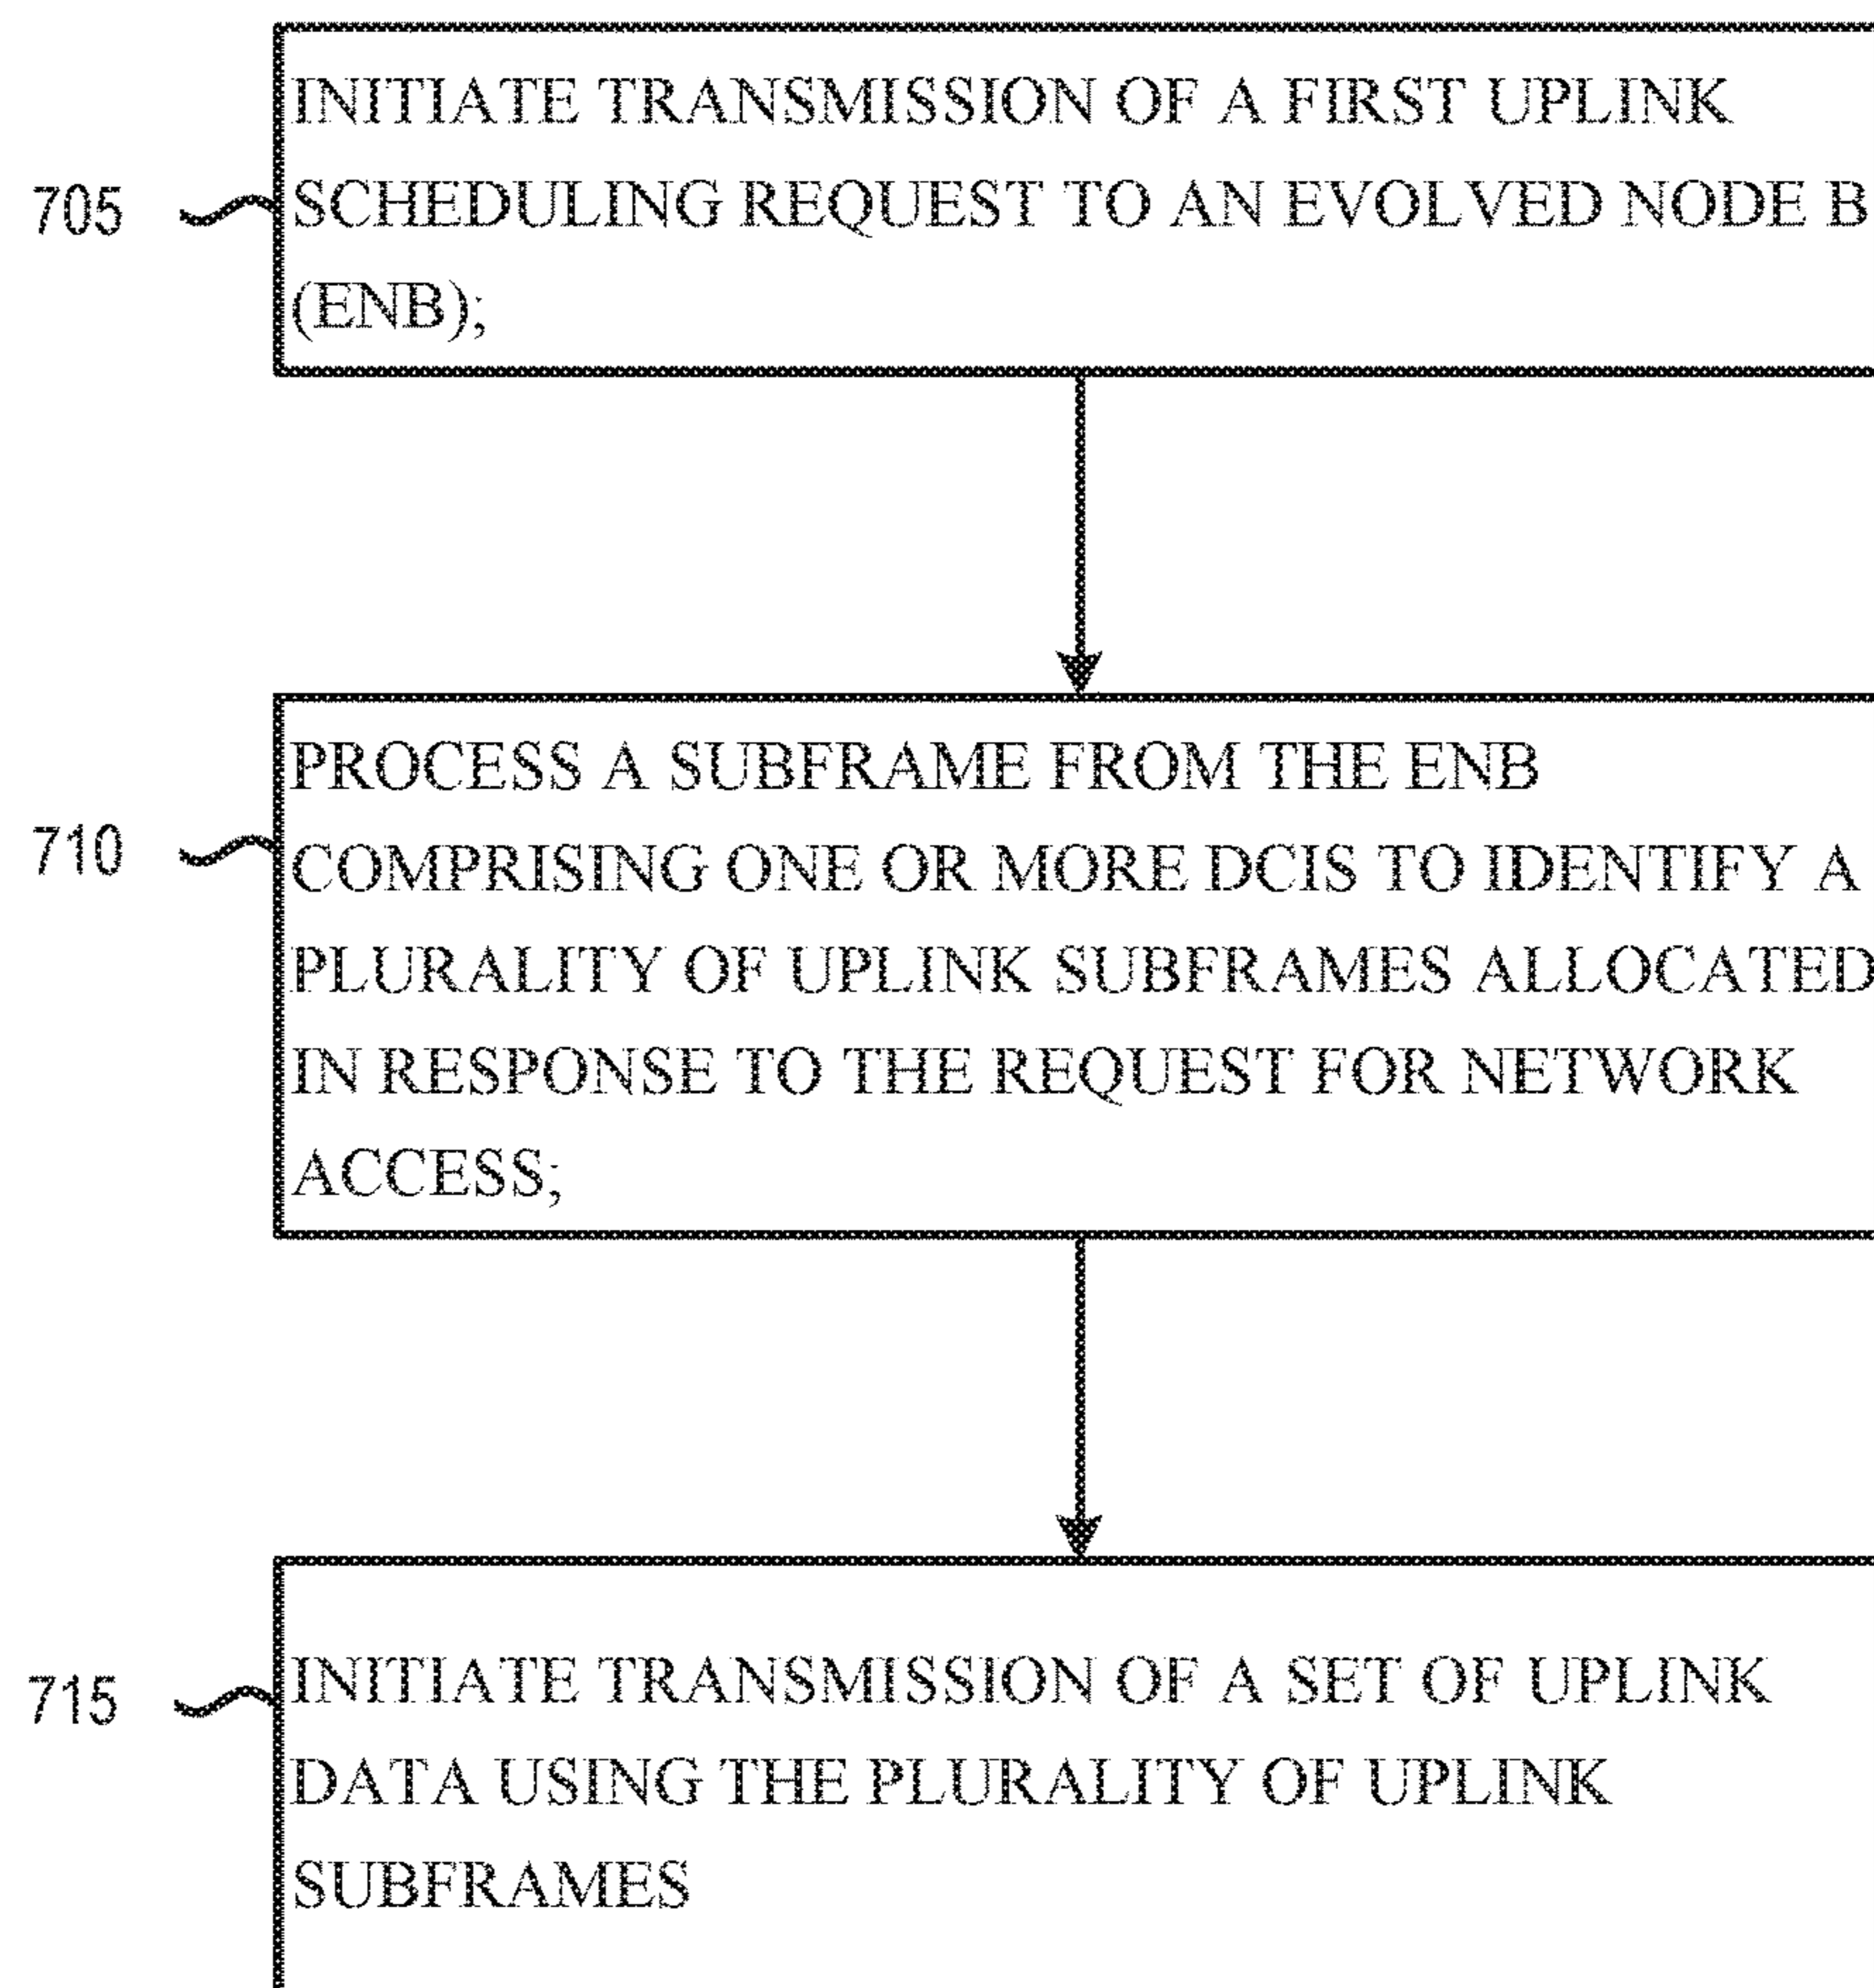 INITIATE TRANSMISSION OF A FIRST UPLINK
705 SCHEDULING REQUEST TO AN EVOLVED NODE B
(ENB);
PROCESS A SUBFRAME FROM THE ENB
710 COMPRISING ONE OR MORE DCIS TO IDENTIFY A
PLURALITY OF UPLINK SUBFRAMES ALLOCATED
IN RESPONSE TO THE REQUEST FOR NETWORK
ACCESS;
715 INITIATE TRANSMISSION OF A SET OF UPLINK
DATA USING THE PLURALITY OF UPLINK
SUBFRAMES